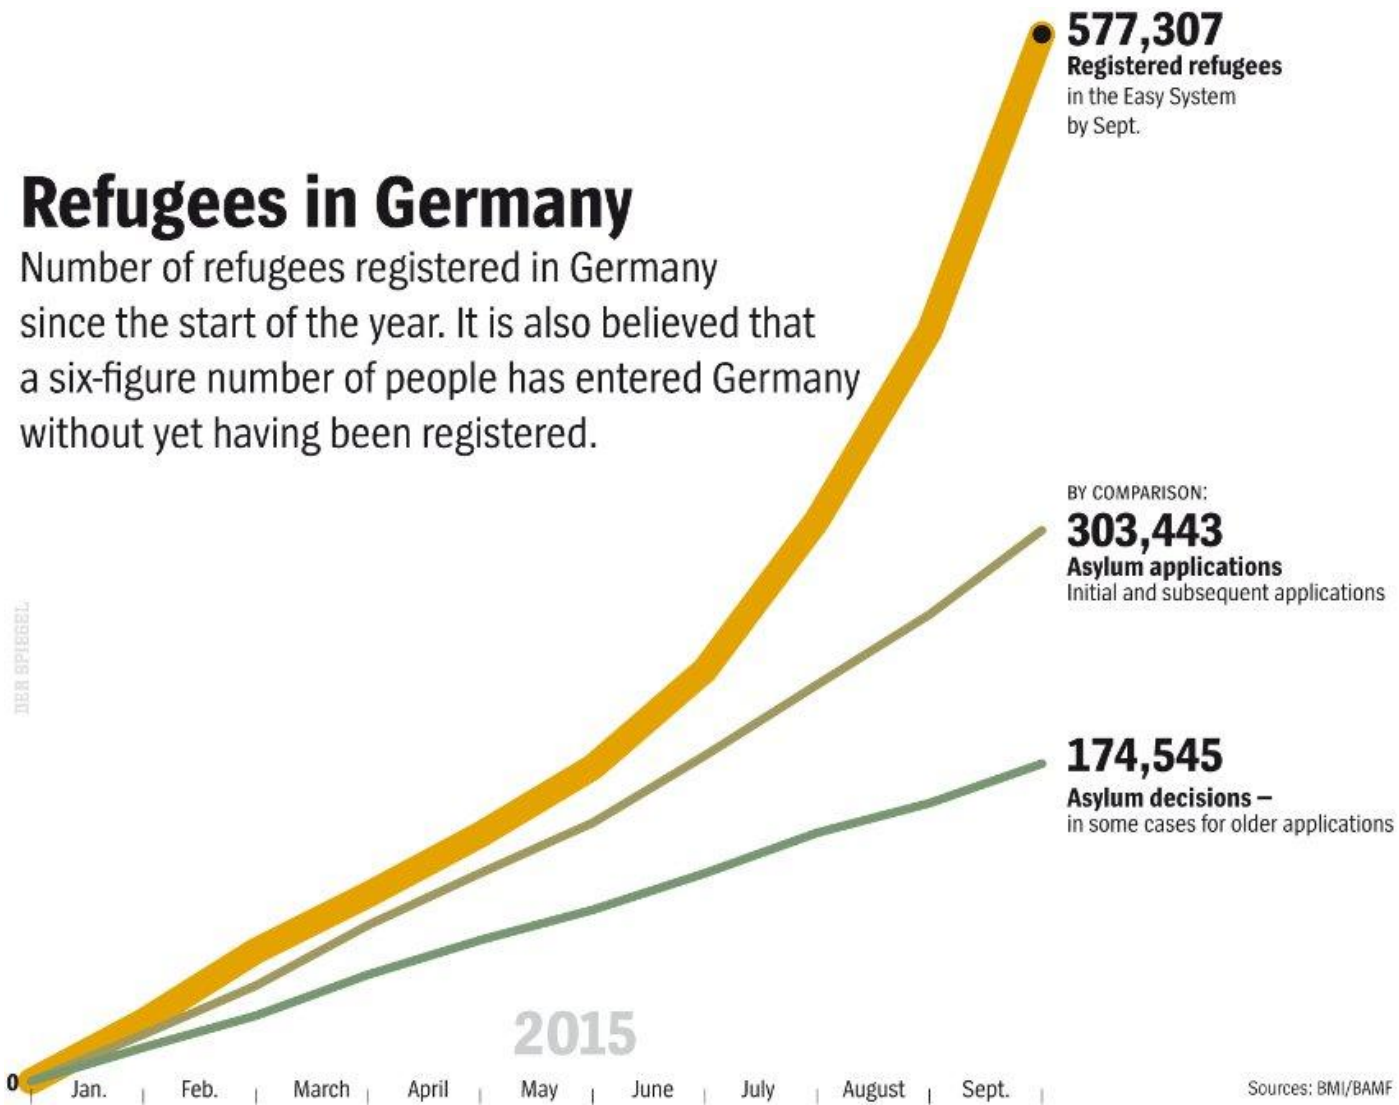 577,307
Registered refugees
in the Easy System
by Sept.
Refugees in Germany
Number of refugees registered in Germany
since the start of the year. It is also believed that
a six-figure number of people has entered Germany
without yet having been registered.
BY COMPARISON:
303,443
Asylum applications
Initial and subsequent applications
DER SPIEGEL
174,545
Asylum decisions –
in some cases for older applications
2015
0
Jan. Feb. March April May June July August Sept.
Sources: BMI/BAMF